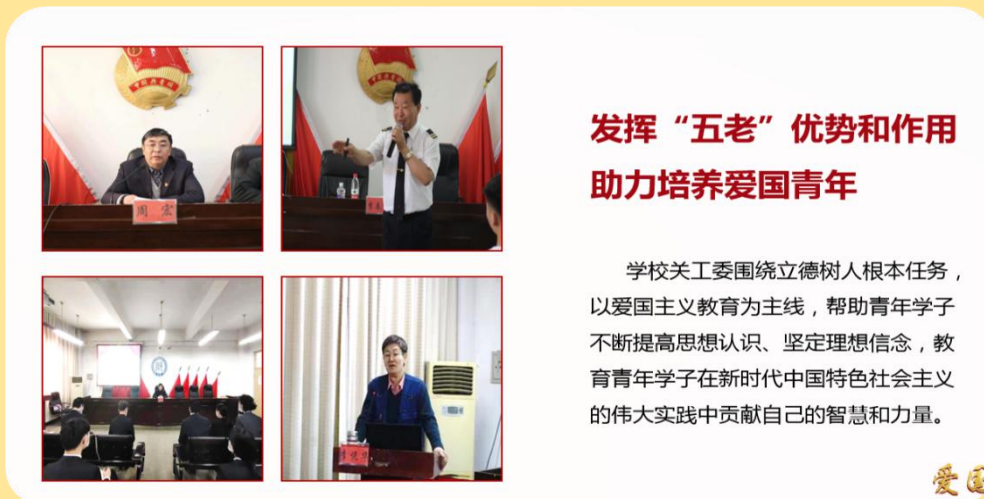 周 宏
发挥“五老”优势和作用
助力培养爱国青年
学校关工委围绕立德树人根本任务，
以爱国主义教育为主线，帮助青年学子
不断提高思想认识、坚定理想信念，教
育青年学子在新时代中国特色社会主义
的伟大实践中贡献自己的智慧和力量。
爱国